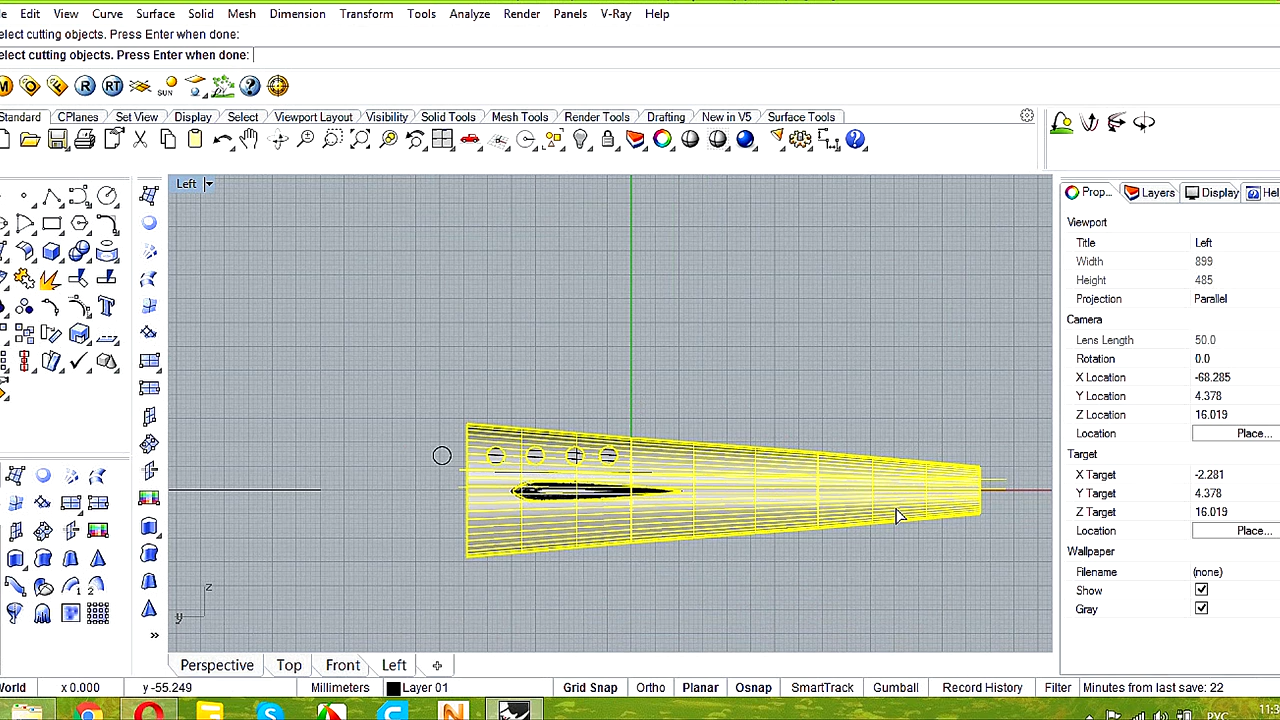 Edit View Curve Surface Solid Mesh Dimension Transform Tools Analyze Render Panels V-Ray Help
elect cutting objects. Press Enter when done:
elect cutting objects. Press Enter when done:
M O F R RT SUN ?
Standard CPlanes Set View Display Select Viewport Layout Visibility Solid Tools Mesh Tools Render Tools Drafting New in V5 Surface Tools
Left
Prop... Layers Display Hel
Viewport
Title Left
Width 899
Height 485
Projection Parallel
Camera
Lens Length 50.0
Rotation 0.0
X Location -68.285
Y Location 4.378
Z Location 16.019
Location Place...
Target
X Target -2.281
Y Target 4.378
Z Target 16.019
Location Place...
Wallpaper
Filename (none)
Show
Gray
z
y
Perspective Top Front Left
World x 0.000 y -55.249 Millimeters Layer 01 Grid Snap Ortho Planar Osnap SmartTrack Gumball Record History Filter Minutes from last save: 22
РУС 11:3